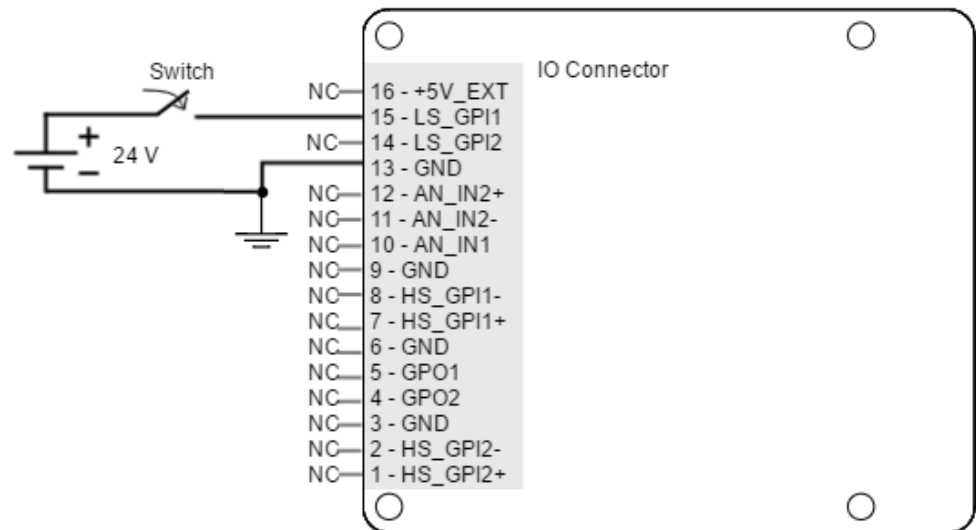 IO Connector
Switch
+
24 V
−
NC 16 - +5V_EXT
15 - LS_GPI1
NC 14 - LS_GPI2
13 - GND
NC 12 - AN_IN2+
NC 11 - AN_IN2-
NC 10 - AN_IN1
NC 9 - GND
NC 8 - HS_GPI1-
NC 7 - HS_GPI1+
NC 6 - GND
NC 5 - GPO1
NC 4 - GPO2
NC 3 - GND
NC 2 - HS_GPI2-
NC 1 - HS_GPI2+